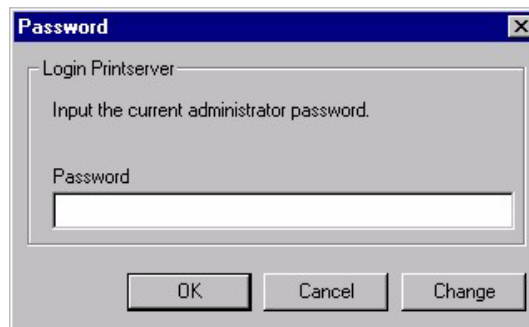 Password
Login Printserver
Input the current administrator password.
Password
OK Cancel Change